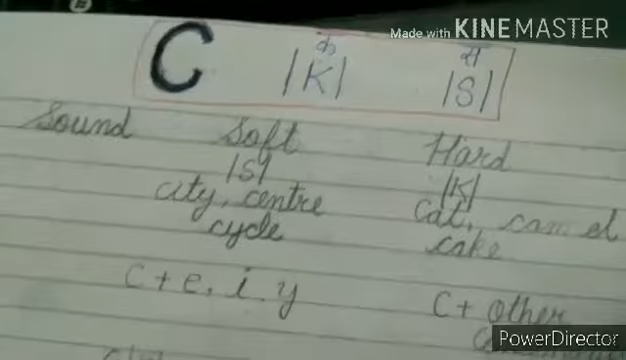 Made with KINEMASTER
क स
C |K| |S|
Sound Soft Hard
|S| |K|
city, centre cat, camel
cycle cake
c + e, i, y c + other
PowerDirector